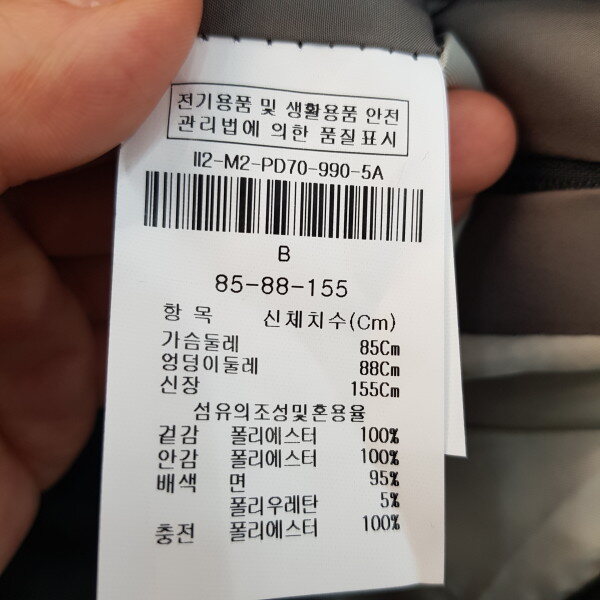 전기용품 및 생활용품 안전
관리법에 의한 품질표시
II2-M2-PD70-990-5A
B
85-88-155
항 목 신체치수(Cm)
가슴둘레 85Cm
엉덩이둘레 88Cm
신장 155Cm
섬유의조성및혼용율
겉감 폴리에스터 100%
안감 폴리에스터 100%
배색 면 95%
폴리우레탄 5%
충전 폴리에스터 100%